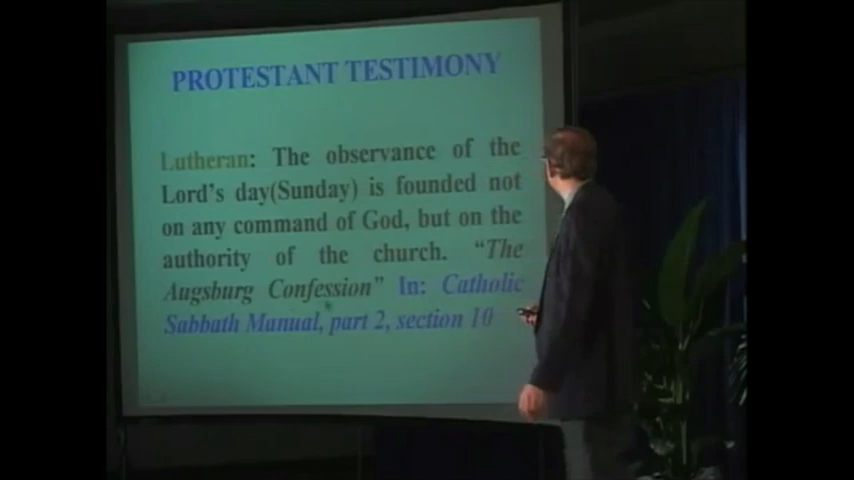 PROTESTANT TESTIMONY
Lutheran: The observance of the
Lord's day(Sunday) is founded not
on any command of God, but on the
authority of the church. “The
Augsburg Confession” In: Catholic
Sabbath Manual, part 2, section 10